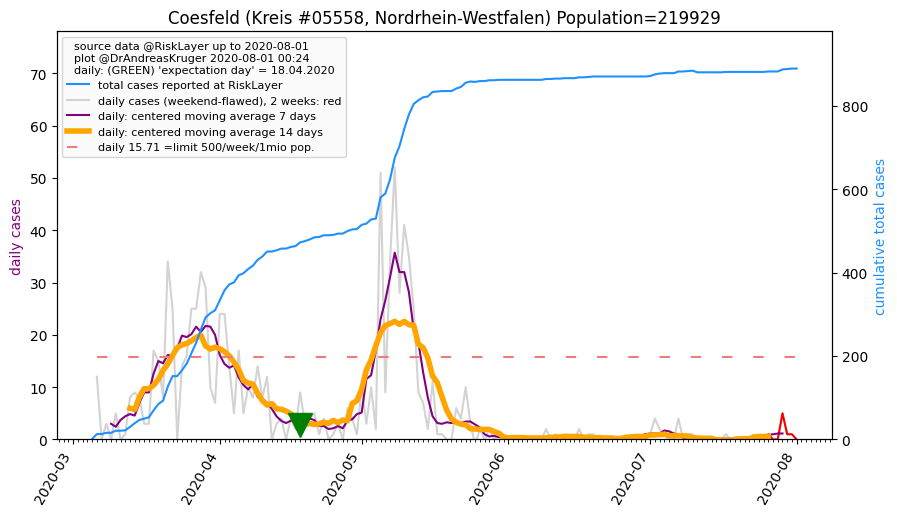 Coesfeld (Kreis #05558, Nordrhein-Westfalen) Population=219929
source data @RiskLayer up to 2020-08-01
plot @DrAndreasKruger 2020-08-01 00:24
daily: (GREEN) 'expectation day' = 18.04.2020
total cases reported at RiskLayer
daily cases (weekend-flawed), 2 weeks: red
daily: centered moving average 7 days
daily: centered moving average 14 days
daily 15.71 =limit 500/week/1mio pop.
daily cases
70
60
50
40
30
20
10
0
cumulative total cases
800
600
400
200
0
2020-03
2020-04
2020-05
2020-06
2020-07
2020-08